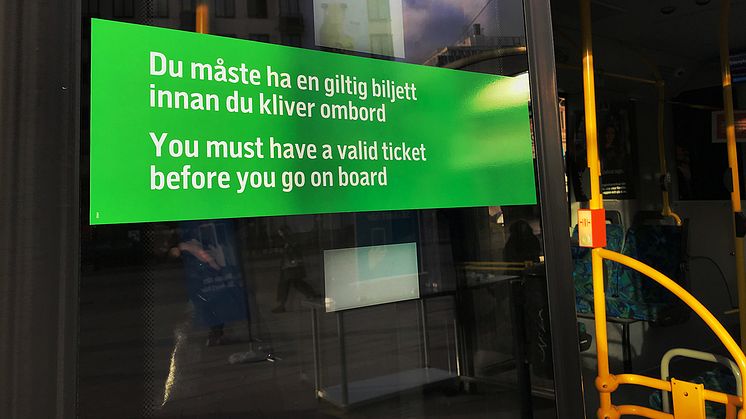 Du måste ha en giltig biljett
innan du kliver ombord
You must have a valid ticket
before you go on board